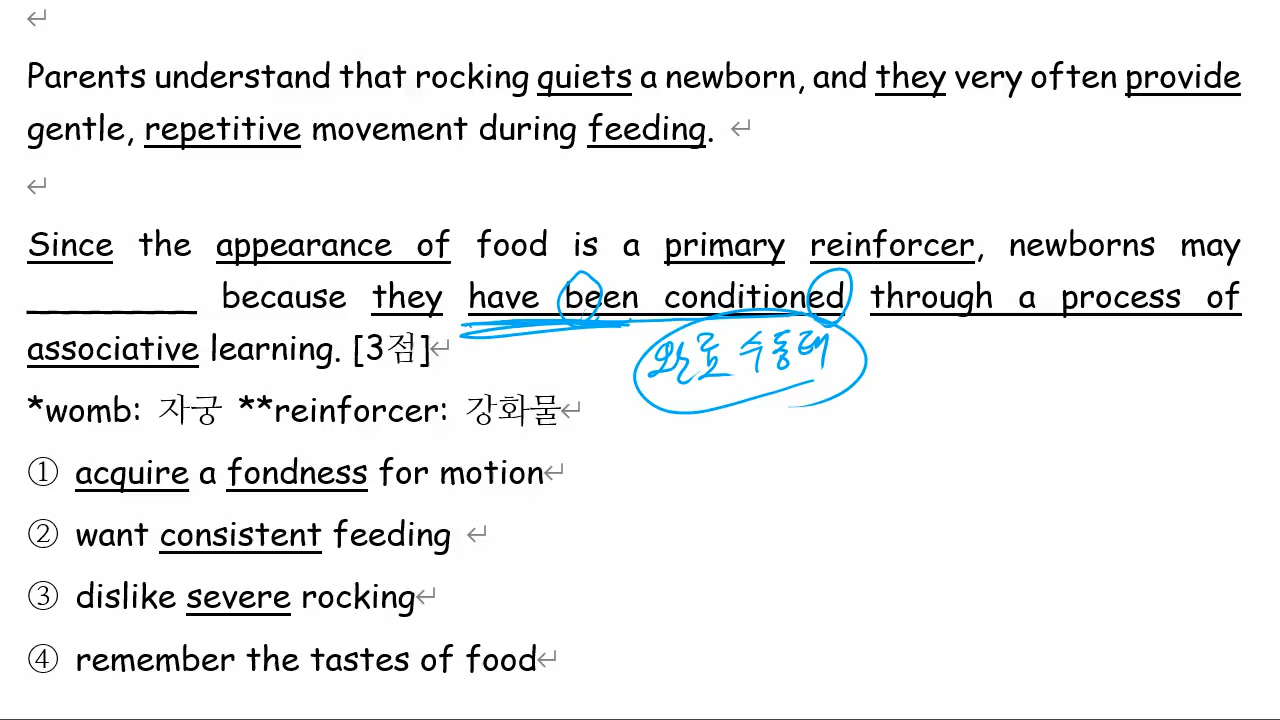 Parents understand that rocking quiets a newborn, and they very often provide
gentle, repetitive movement during feeding.
Since the appearance of food is a primary reinforcer, newborns may
__________ because they have been conditioned through a process of
associative learning. [3점]
완료 수동태
*womb: 자궁 **reinforcer: 강화물
① acquire a fondness for motion
② want consistent feeding
③ dislike severe rocking
④ remember the tastes of food